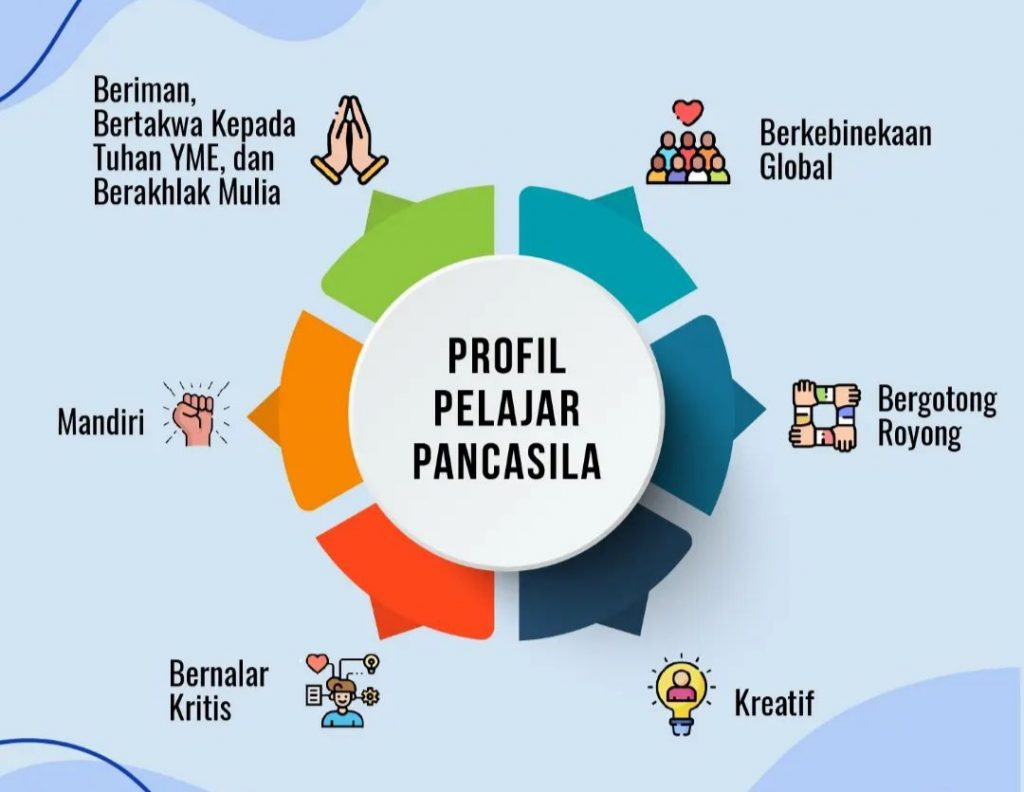 Beriman,
Bertakwa Kepada
Tuhan YME, dan
Berakhlak Mulia
Berkebinekaan
Global
PROFIL
PELAJAR
PANCASILA
Mandiri
Bergotong
Royong
Bernalar
Kritis
Kreatif